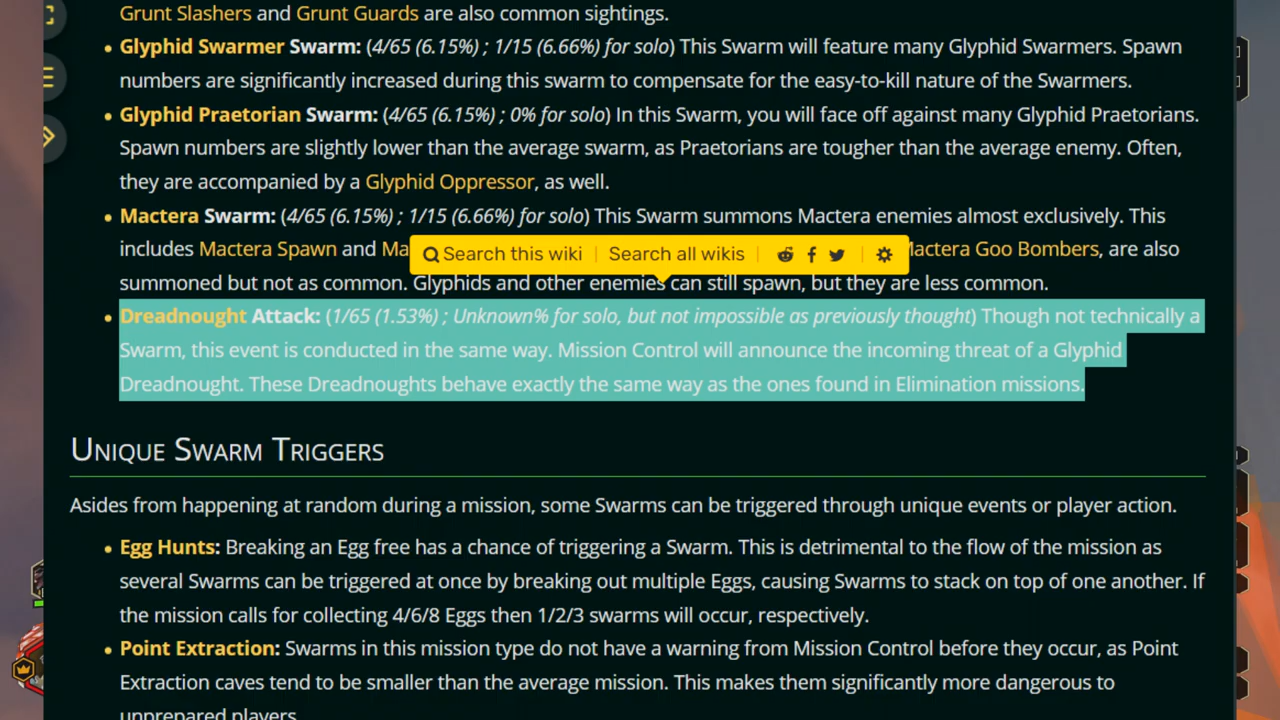 Grunt Slashers and Grunt Guards are also common sightings.
• Glyphid Swarmer Swarm: (4/65 (6.15%) ; 1/15 (6.66%) for solo) This Swarm will feature many Glyphid Swarmers. Spawn
numbers are significantly increased during this swarm to compensate for the easy-to-kill nature of the Swarmers.
• Glyphid Praetorian Swarm: (4/65 (6.15%) ; 0% for solo) In this Swarm, you will face off against many Glyphid Praetorians.
Spawn numbers are slightly lower than the average swarm, as Praetorians are tougher than the average enemy. Often,
they are accompanied by a Glyphid Oppressor, as well.
• Mactera Swarm: (4/65 (6.15%) ; 1/15 (6.66%) for solo) This Swarm summons Mactera enemies almost exclusively. This
includes Mactera Spawn and Ma
Search this wiki | Search all wikis
Mactera Goo Bombers, are also
summoned but not as common. Glyphids and other enemies can still spawn, but they are less common.
• Dreadnought Attack: (1/65 (1.53%) ; Unknown% for solo, but not impossible as previously thought) Though not technically a
Swarm, this event is conducted in the same way. Mission Control will announce the incoming threat of a Glyphid
Dreadnought. These Dreadnoughts behave exactly the same way as the ones found in Elimination missions.
Unique Swarm Triggers
Asides from happening at random during a mission, some Swarms can be triggered through unique events or player action.
• Egg Hunts: Breaking an Egg free has a chance of triggering a Swarm. This is detrimental to the flow of the mission as
several Swarms can be triggered at once by breaking out multiple Eggs, causing Swarms to stack on top of one another. If
the mission calls for collecting 4/6/8 Eggs then 1/2/3 swarms will occur, respectively.
• Point Extraction: Swarms in this mission type do not have a warning from Mission Control before they occur, as Point
Extraction caves tend to be smaller than the average mission. This makes them significantly more dangerous to
unprepared players.